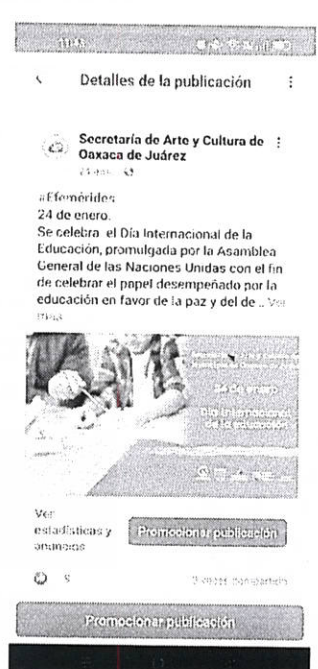 Detalles de la publicación
Secretaría de Arte y Cultura de
Oaxaca de Juárez
#Efemérides
24 de enero.
Se celebra el Día Internacional de la
Educación, promulgada por la Asamblea
General de las Naciones Unidas con el fin
de celebrar el papel desempeñado por la
educación en favor de la paz y del de... Ver
24 de enero
Día Internacional
de la educación
Ver
estadísticas y
anuncios
Promocionar publicación
Promocionar publicación